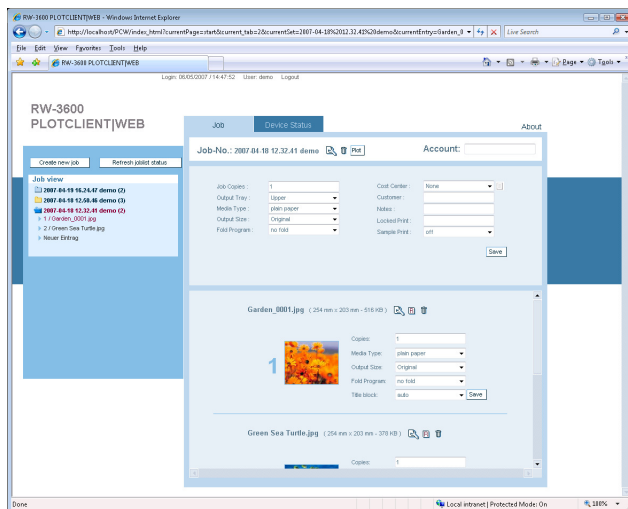 RW-3600 PLOTCLIENT|WEB - Windows Internet Explorer
http://localhost/PCW/index_html?currentPage=start&current_tab=2&currentSet=2007-04-18%2012.32.41%20demo&currentEntry=Garden_0
Live Search
File Edit View Favorites Tools Help
RW-3600 PLOTCLIENT|WEB
Page Tools
Login: 06/05/2007 / 14:47:52 User: demo Logout
RW-3600
PLOTCLIENT|WEB
Job Device Status About
Job-No.: 2007-04-18 12.32.41 demo Plot Account:
Create new job Refresh joblist status
Job view
2007-04-19 16.24.47 demo (2)
2007-04-18 12.58.46 demo (3)
2007-04-18 12.32.41 demo (2)
1 / Garden_0001.jpg
2 / Green Sea Turtle.jpg
Neuer Eintrag
Job Copies : 1 Cost Center : None
Output Tray : Upper Customer :
Media Type : plain paper Notes :
Output Size : Original Locked Print :
Fold Program : no fold Sample Print : off
Save
Garden_0001.jpg ( 254 mm x 203 mm - 516 KB )
Copies: 1
Media Type: plain paper
1
Output Size: Original
Fold Program: no fold
Title block: auto Save
Green Sea Turtle.jpg ( 254 mm x 203 mm - 378 KB )
Copies: 1
Done Local intranet | Protected Mode: On 100%